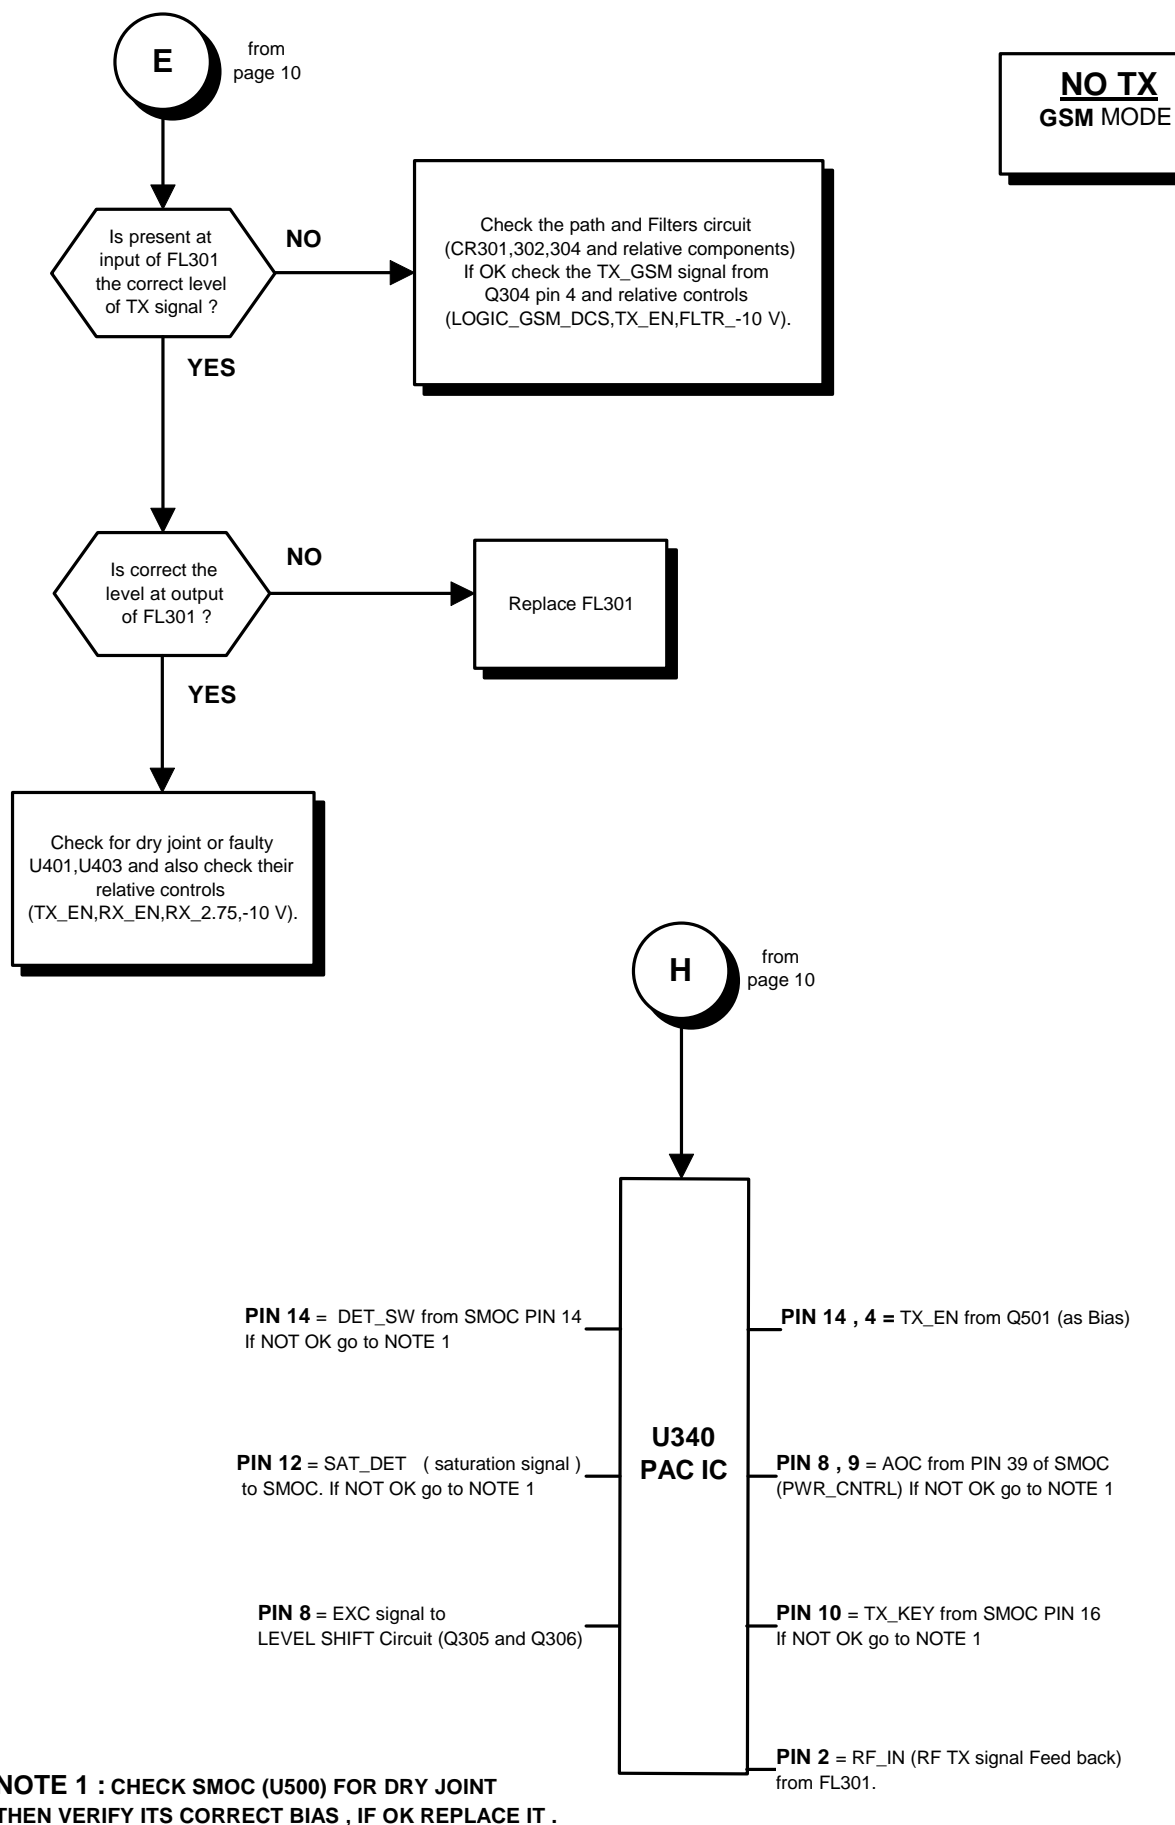 E
from
page 10
NO TX
GSM MODE
Is present at
input of FL301
the correct level
of TX signal ?
NO
Check the path and Filters circuit
(CR301,302,304 and relative components)
If OK check the TX_GSM signal from
Q304 pin 4 and relative controls
(LOGIC_GSM_DCS,TX_EN,FLTR_-10 V).
YES
Is correct the
level at output
of FL301 ?
NO
Replace FL301
YES
Check for dry joint or faulty
U401,U403 and also check their
relative controls
(TX_EN,RX_EN,RX_2.75,-10 V).
H
from
page 10
PIN 14 = DET_SW from SMOC PIN 14
If NOT OK go to NOTE 1
PIN 14 , 4 = TX_EN from Q501 (as Bias)
U340
PAC IC
PIN 12 = SAT_DET ( saturation signal )
to SMOC. If NOT OK go to NOTE 1
PIN 8 , 9 = AOC from PIN 39 of SMOC
(PWR_CNTRL) If NOT OK go to NOTE 1
PIN 8 = EXC signal to
LEVEL SHIFT Circuit (Q305 and Q306)
PIN 10 = TX_KEY from SMOC PIN 16
If NOT OK go to NOTE 1
PIN 2 = RF_IN (RF TX signal Feed back)
from FL301.
NOTE 1 : CHECK SMOC (U500) FOR DRY JOINT
THEN VERIFY ITS CORRECT BIAS , IF OK REPLACE IT .